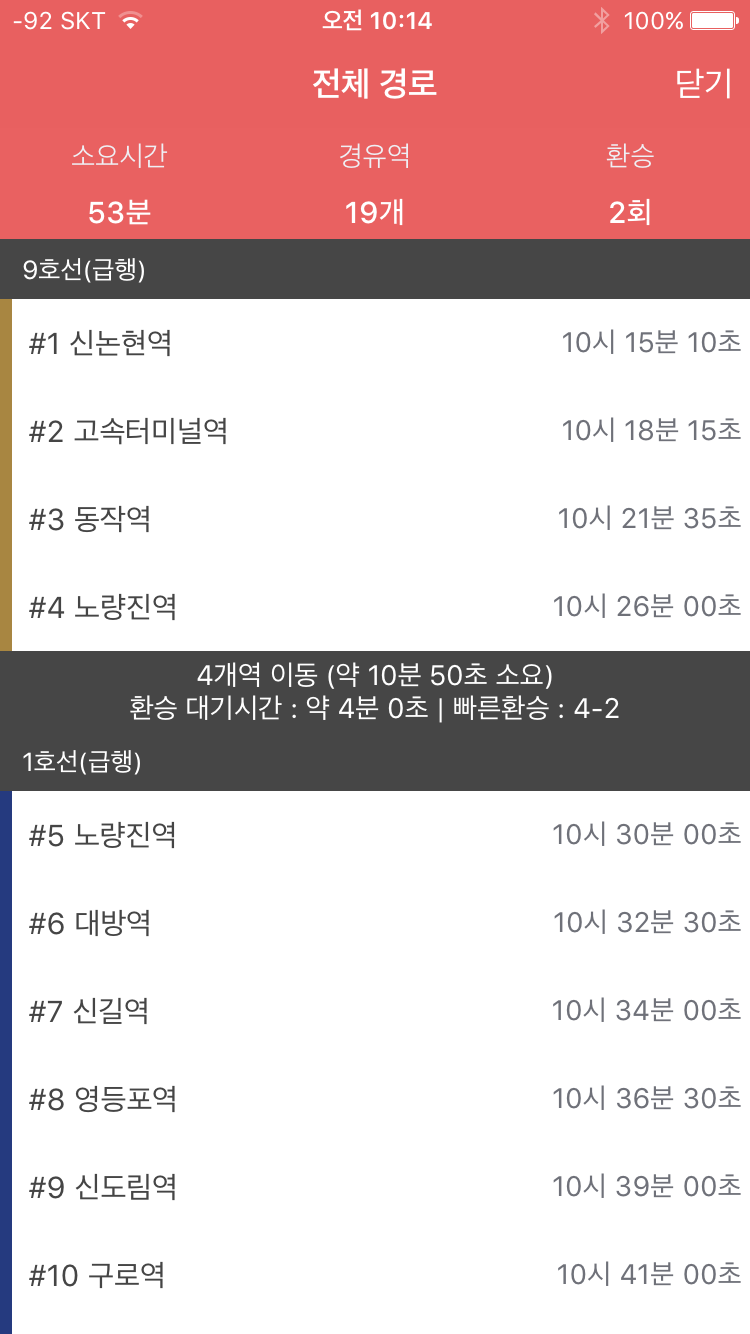 -92 SKT 오전 10:14 100%
전체 경로 닫기
소요시간 경유역 환승
53분 19개 2회
9호선(급행)
#1 신논현역 10시 15분 10초
#2 고속터미널역 10시 18분 15초
#3 동작역 10시 21분 35초
#4 노량진역 10시 26분 00초
4개역 이동 (약 10분 50초 소요)
환승 대기시간 : 약 4분 0초 | 빠른환승 : 4-2
1호선(급행)
#5 노량진역 10시 30분 00초
#6 대방역 10시 32분 30초
#7 신길역 10시 34분 00초
#8 영등포역 10시 36분 30초
#9 신도림역 10시 39분 00초
#10 구로역 10시 41분 00초